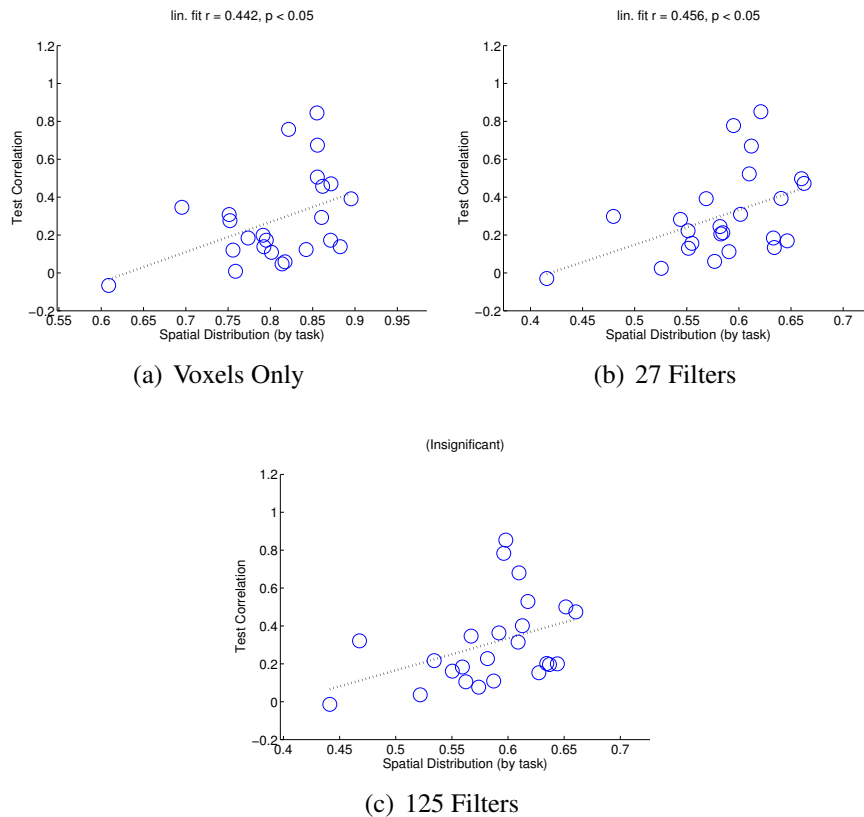 lin. fit r = 0.442, p < 0.05
1.2
1
0.8
0.6
0.4
0.2
0
−0.2
Test Correlation
0.55 0.6 0.65 0.7 0.75 0.8 0.85 0.9 0.95
Spatial Distribution (by task)
(a) Voxels Only
lin. fit r = 0.456, p < 0.05
1.2
1
0.8
0.6
0.4
0.2
0
−0.2
Test Correlation
0.4 0.45 0.5 0.55 0.6 0.65 0.7
Spatial Distribution (by task)
(b) 27 Filters
(Insignificant)
1.2
1
0.8
0.6
0.4
0.2
0
−0.2
Test Correlation
0.4 0.45 0.5 0.55 0.6 0.65 0.7
Spatial Distribution (by task)
(c) 125 Filters